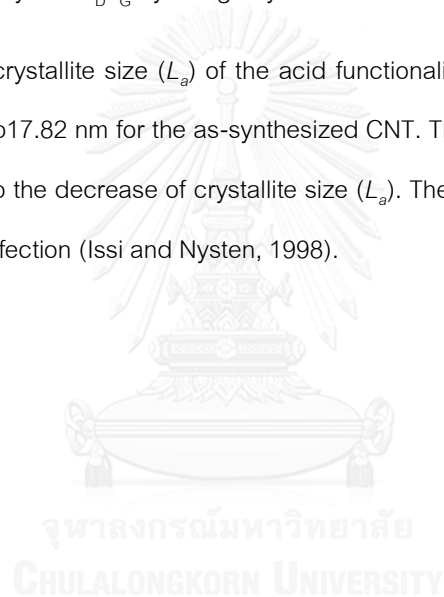 crystallite size (La) of the acid functionali
17.82 nm for the as-synthesized CNT. T
the decrease of crystallite size (La). The
(Issi and Nysten, 1998).
จุฬาลงกรณ์มหาวิทยาลัย
CHULALONGKORN UNIVERSITY